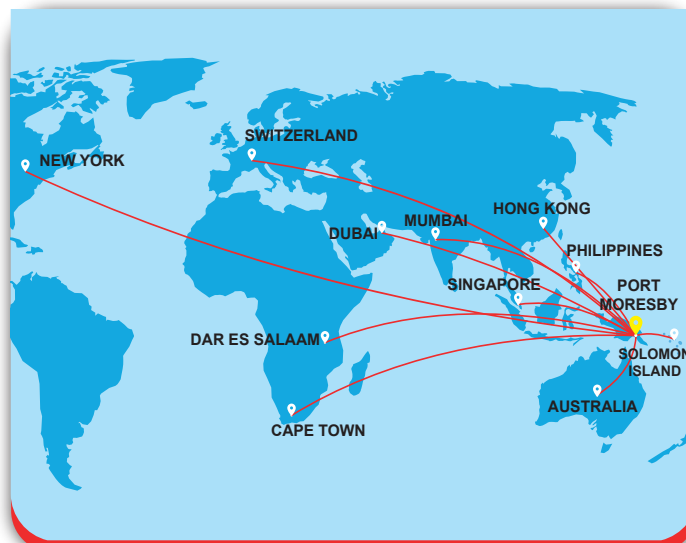 SWITZERLAND
NEW YORK
HONG KONG
MUMBAI
DUBAI
PHILIPPINES
SINGAPORE
PORT
MORESBY
DAR ES SALAAM
SOLOMON
ISLAND
AUSTRALIA
CAPE TOWN